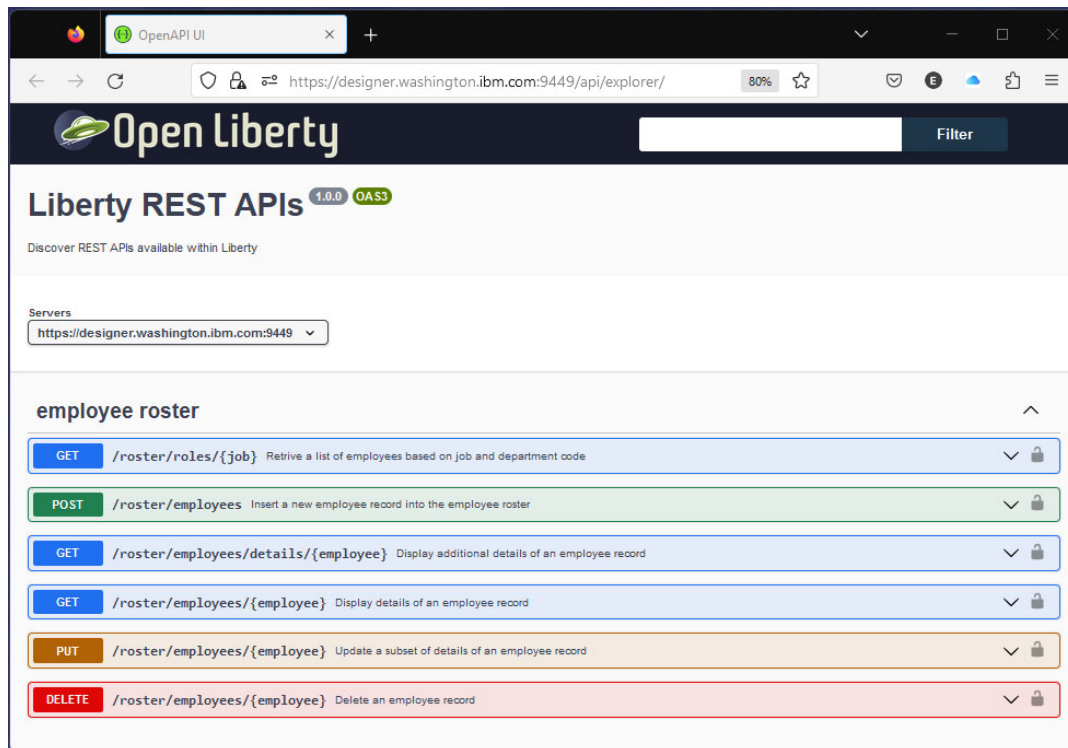 OpenAPI UI
https://designer.washington.ibm.com:9449/api/explorer/ 80% E
Open Liberty Filter
Liberty REST APIs 1.0.0 OAS3
Discover REST APIs available within Liberty
Servers
https://designer.washington.ibm.com:9449
employee roster
GET /roster/roles/{job} Retrive a list of employees based on job and department code
POST /roster/employees Insert a new employee record into the employee roster
GET /roster/employees/details/{employee} Display additional details of an employee record
GET /roster/employees/{employee} Display details of an employee record
PUT /roster/employees/{employee} Update a subset of details of an employee record
DELETE /roster/employees/{employee} Delete an employee record